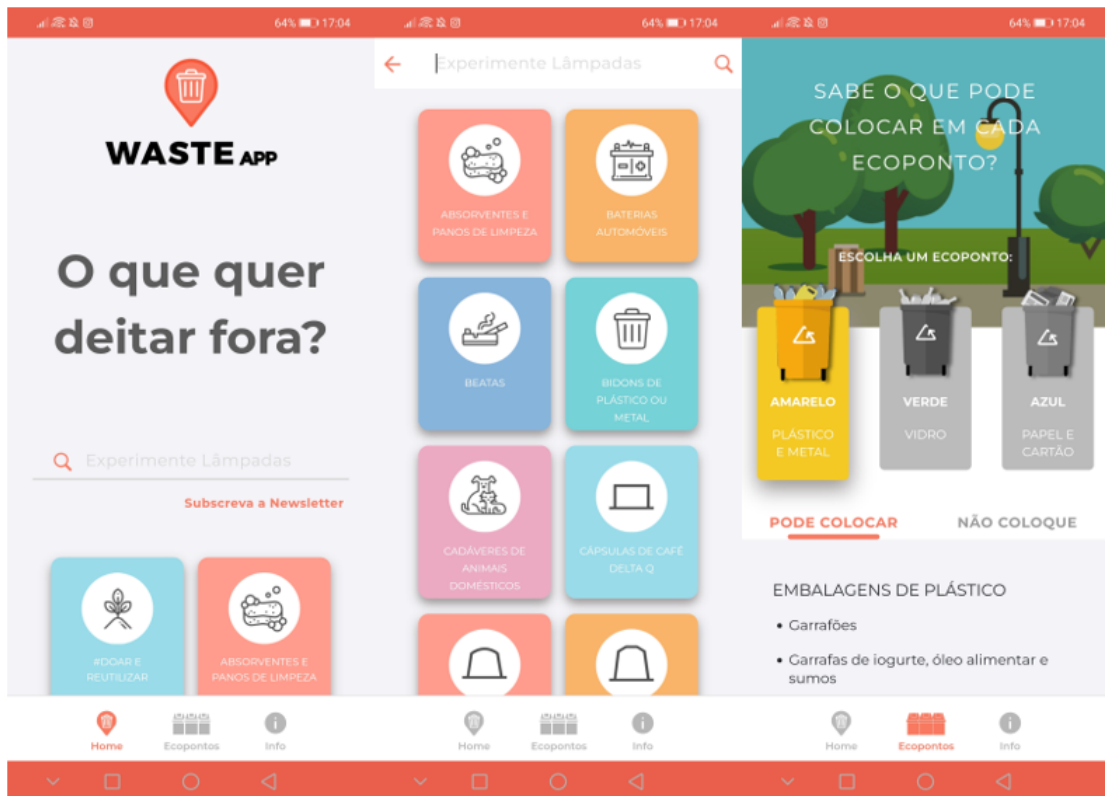 64% 17:04
WASTE APP
O que quer
deitar fora?
Experimente Lâmpadas
Subscreva a Newsletter
#DOAR E
REUTILIZAR
ABSORVENTES E
PANOS DE LIMPEZA
Home Ecopontos Info
64% 17:04
Experimente Lâmpadas
ABSORVENTES E
PANOS DE LIMPEZA
BATERIAS
AUTOMÓVEIS
BEATAS
BIDONS DE
PLÁSTICO OU
METAL
CADÁVERES DE
ANIMAIS
DOMÉSTICOS
CÁPSULAS DE CAFÉ
DELTA Q
Home Ecopontos Info
64% 17:04
SABE O QUE PODE
COLOCAR EM CADA
ECOPONTO?
ESCOLHA UM ECOPONTO:
AMARELO
PLÁSTICO
E METAL
VERDE
VIDRO
AZUL
PAPEL E
CARTÃO
PODE COLOCAR NÃO COLOQUE
EMBALAGENS DE PLÁSTICO
• Garrafões
• Garrafas de iogurte, óleo alimentar e
sumos
Home Ecopontos Info